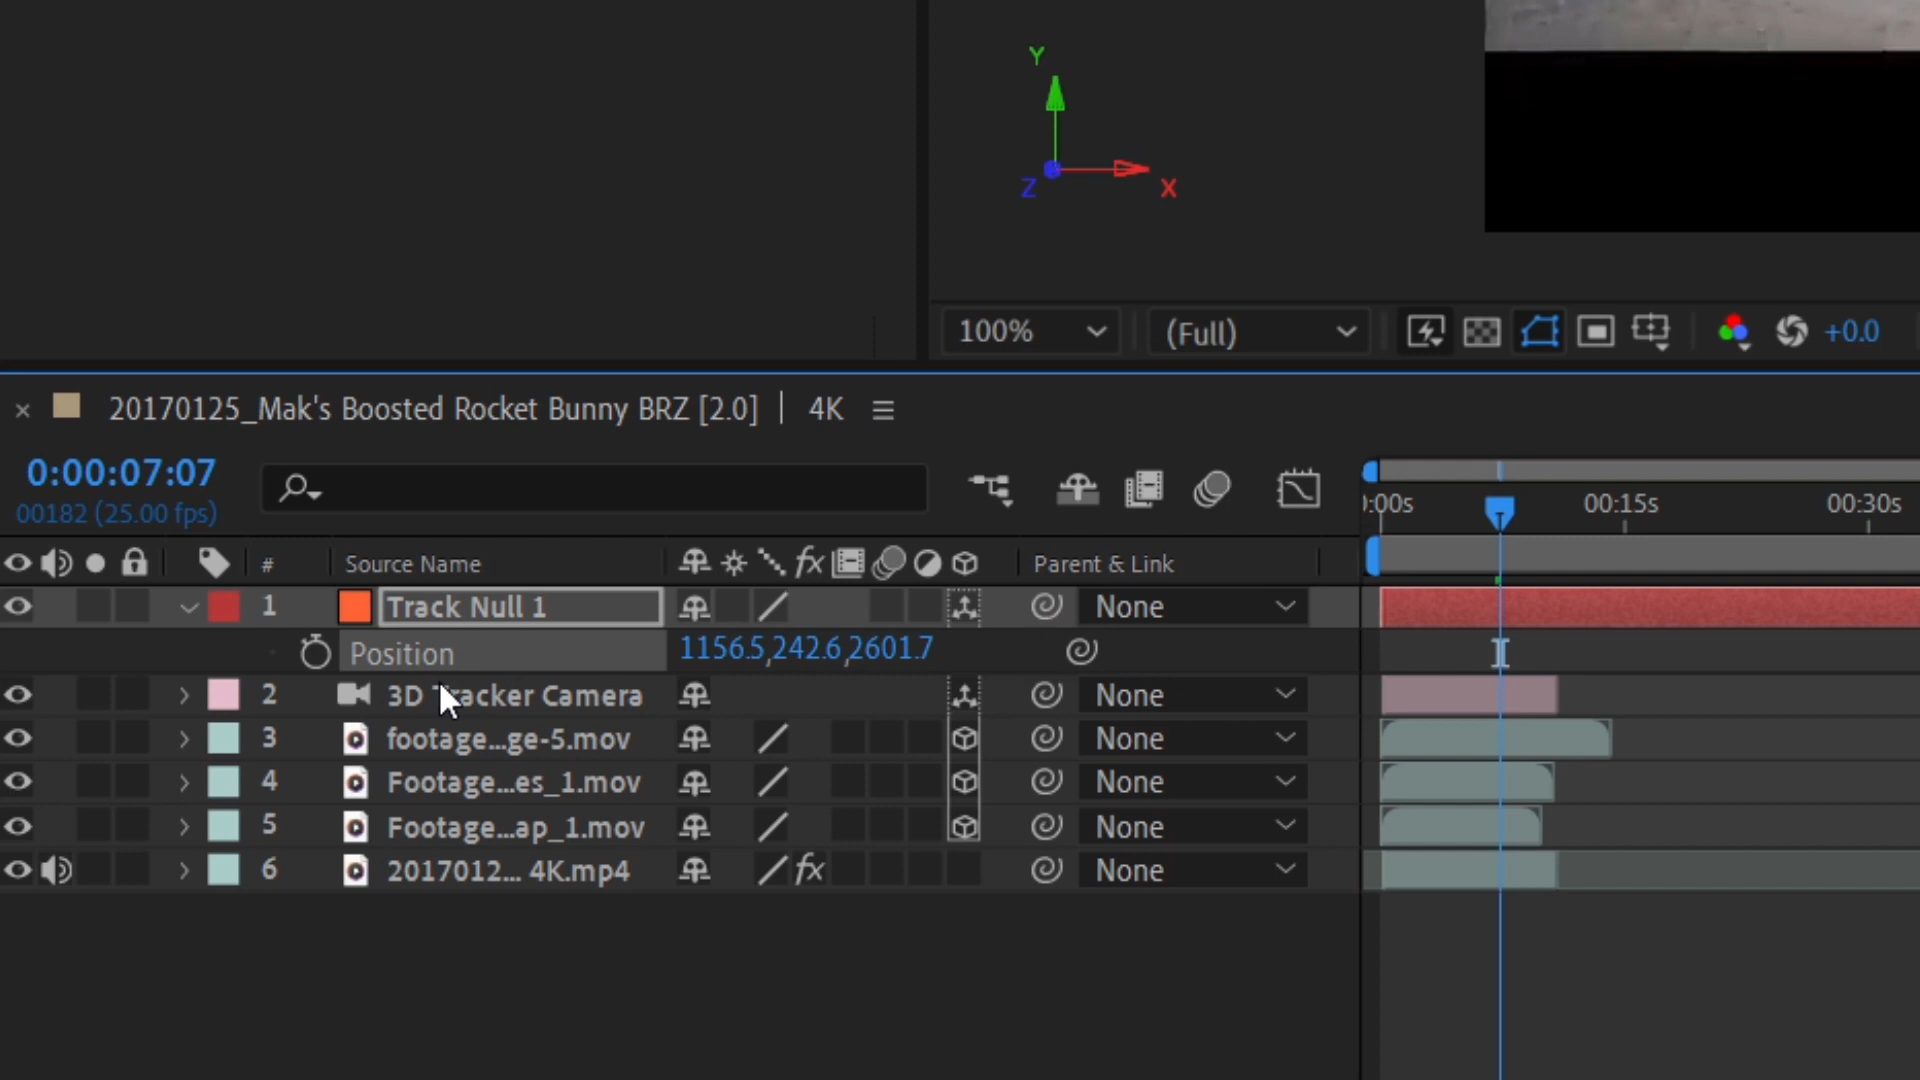 Y
Z X
100% (Full) +0.0
× 20170125_Mak's Boosted Rocket Bunny BRZ [2.0] | 4K
0:00:07:07
00182 (25.00 fps)
:00s 00:15s 00:30s
# Source Name fx Parent & Link
1 Track Null 1 None
Position 1156.5,242.6,2601.7
2 3D Tracker Camera None
3 footage...ge-5.mov None
4 Footage...es_1.mov None
5 Footage...ap_1.mov None
6 2017012... 4K.mp4 fx None